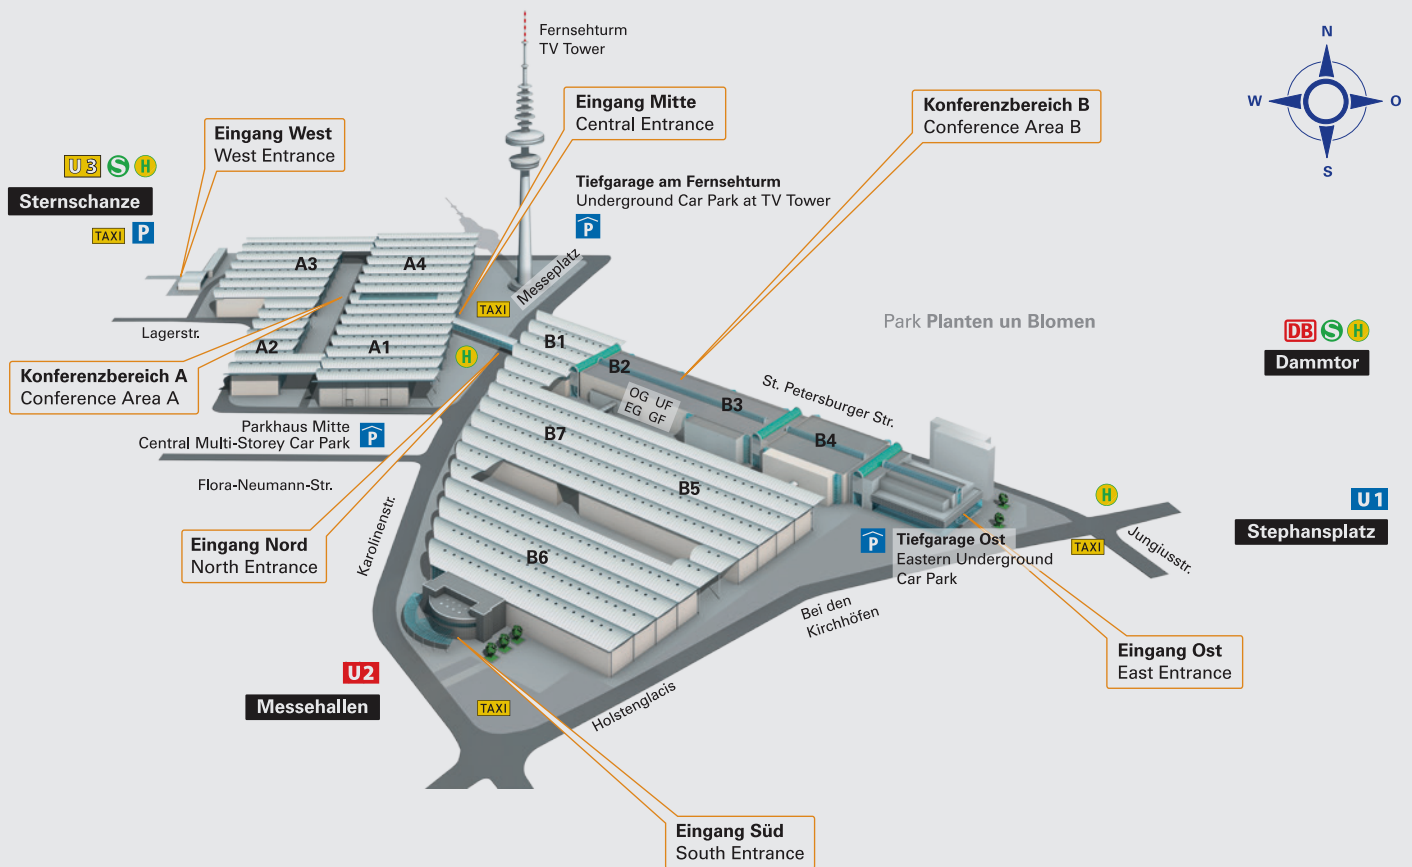 Fernsehturm
TV Tower
N
W
O
S
Eingang Mitte
Central Entrance
Konferenzbereich B
Conference Area B
Eingang West
West Entrance
U3 S H
Sternschanze
TAXI P
Tiefgarage am Fernsehturm
Underground Car Park at TV Tower
P
A3
A4
Messeplatz
TAXI
Lagerstr.
Park Planten un Blomen
DB S H
Dammtor
A2
A1
H
B1
B2
Konferenzbereich A
Conference Area A
OG UF
EG GF
B3
St. Petersburger Str.
Parkhaus Mitte
Central Multi-Storey Car Park
P
B7
B4
Flora-Neumann-Str.
B5
H
U1
Stephansplatz
Karolinenstr.
Eingang Nord
North Entrance
B6
P
Tiefgarage Ost
Eastern Underground
Car Park
TAXI
Jungiusstr.
Bei den
Kirchhöfen
Eingang Ost
East Entrance
U2
Messehallen
TAXI
Holstenglacis
Eingang Süd
South Entrance